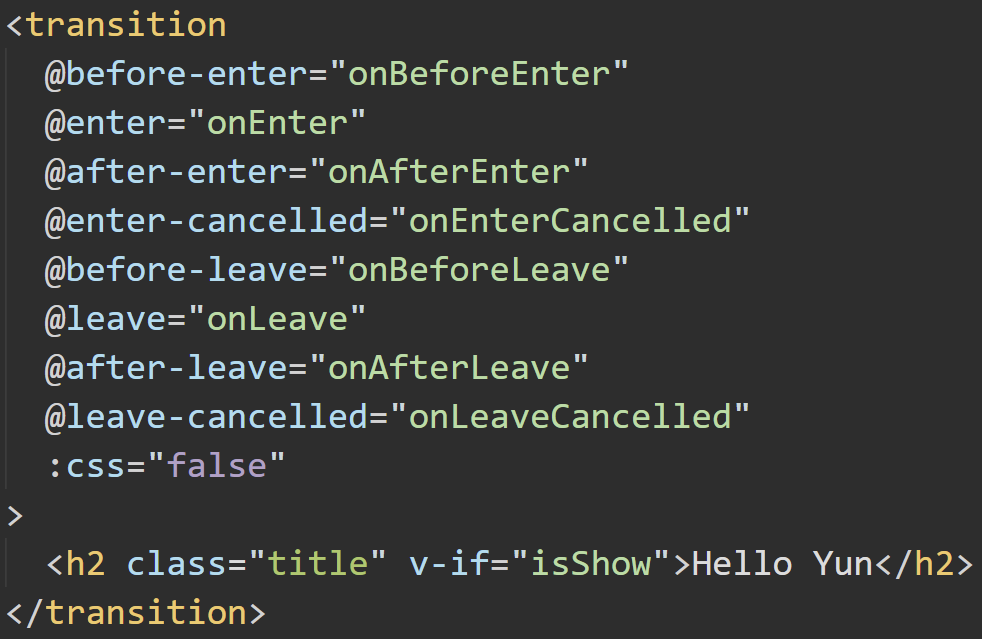 <transition
@before-enter="onBeforeEnter"
@enter="onEnter"
@after-enter="onAfterEnter"
@enter-cancelled="onEnterCancelled"
@before-leave="onBeforeLeave"
@leave="onLeave"
@after-leave="onAfterLeave"
@leave-cancelled="onLeaveCancelled"
:css="false"
>
<h2 class="title" v-if="isShow">Hello Yun</h2>
</transition>